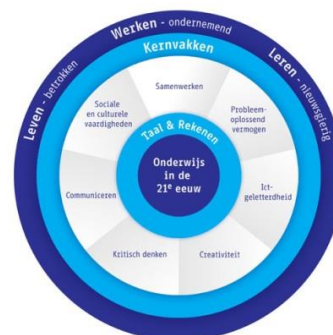 Werken - ondernemend
Leven - betrokken
Leren - nieuwsgierig
Kernvakken
Samenwerken
Sociale
en culturele
vaardigheden
Probleem-
oplossend
vermogen
Taal & Rekenen
Onderwijs
in de
21e eeuw
Communiceren
Ict-
geletterdheid
Kritisch denken
Creativiteit